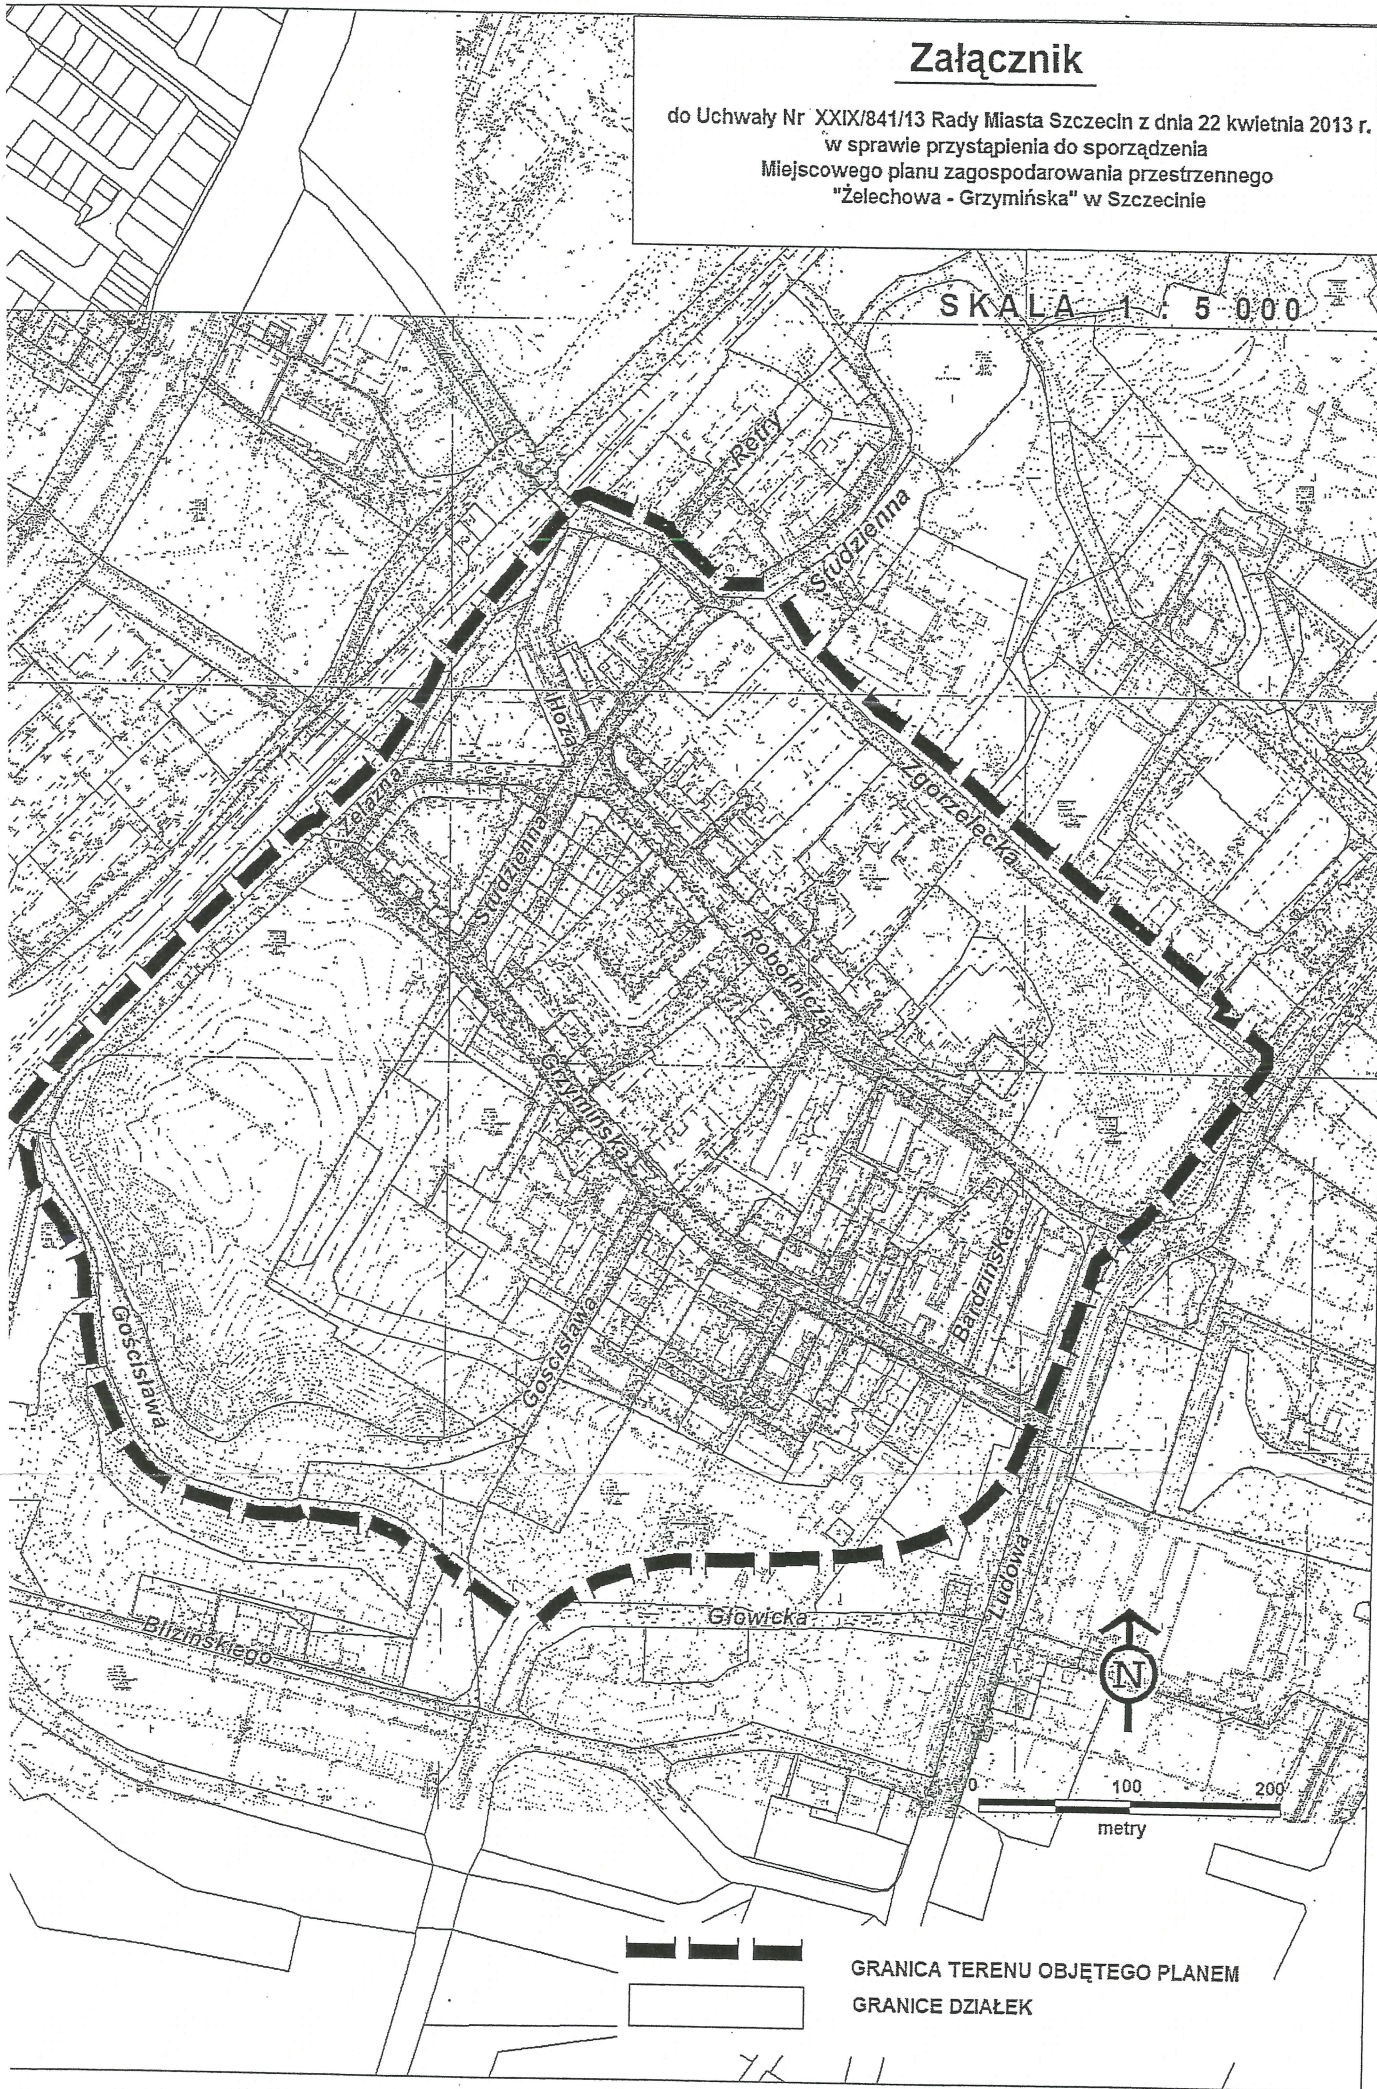 Załącznik
do Uchwały Nr XXIX/841/13 Rady Miasta Szczecin z dnia 22 kwietnia 2013 r.
w sprawie przystąpienia do sporządzenia
Miejscowego planu zagospodarowania przestrzennego
"Żelechowa - Grzymińska" w Szczecinie
SKALA 1 : 5 000
Retry
Studzienna
Hoża
Żelazna
Zgorzelecka
Studzienna
Robotnicza
Grzymińska
Bandzińska
Gościsława
Gościsława
Ludowa
Głowicka
Blizińskiego
N
0 100 200
metry
GRANICA TERENU OBJĘTEGO PLANEM
GRANICE DZIAŁEK